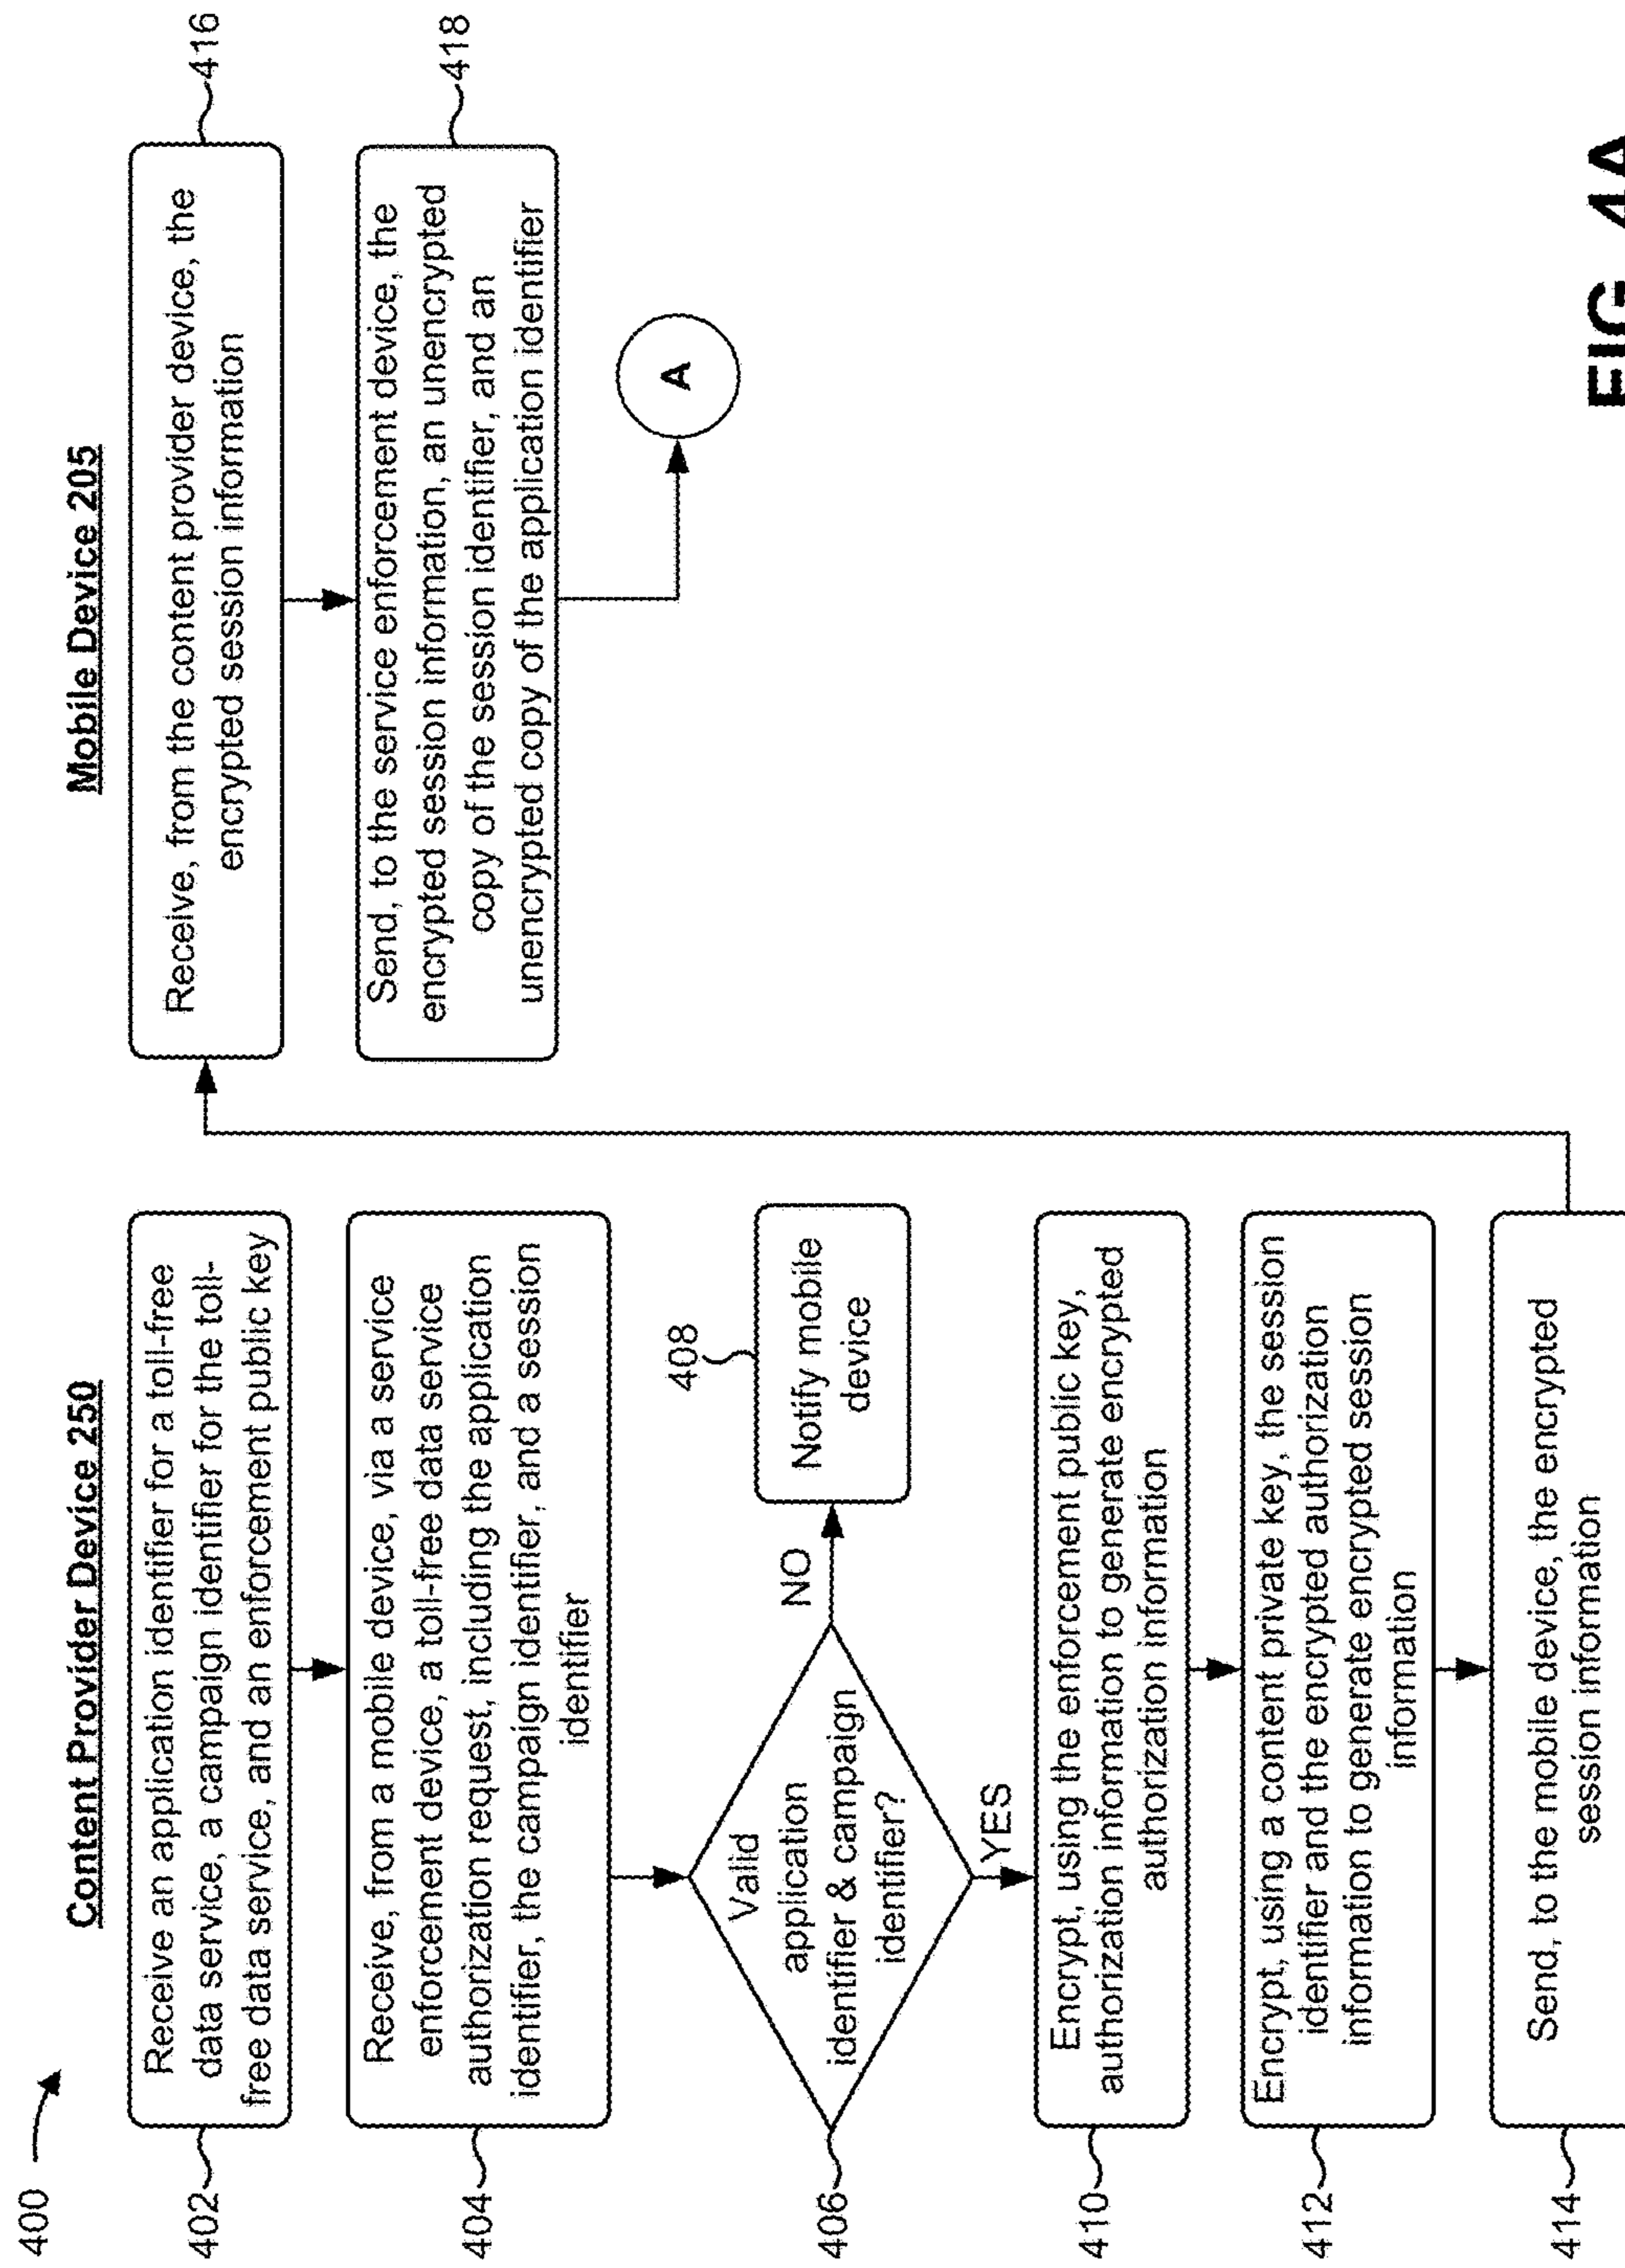 400
Content Provider Device 250
402
Receive an application identifier for a toll-free
data service, a campaign identifier for the toll-
free data service, and an enforcement public key
404
Receive, from a mobile device, via a service
enforcement device, a toll-free data service
authorization request, including the application
identifier, the campaign identifier, and a session
identifier
406
Valid
application
identifier & campaign
identifier?
NO
408
Notify mobile
device
YES
410
Encrypt, using the enforcement public key,
authorization information to generate encrypted
authorization information
412
Encrypt, using a content private key, the session
identifier and the encrypted authorization
information to generate encrypted session
information
414
Send, to the mobile device, the encrypted
session information
Mobile Device 205
416
Receive, from the content provider device, the
encrypted session information
418
Send, to the service enforcement device, the
encrypted session information, an unencrypted
copy of the session identifier, and an
unencrypted copy of the application identifier
A
FIG. 4A